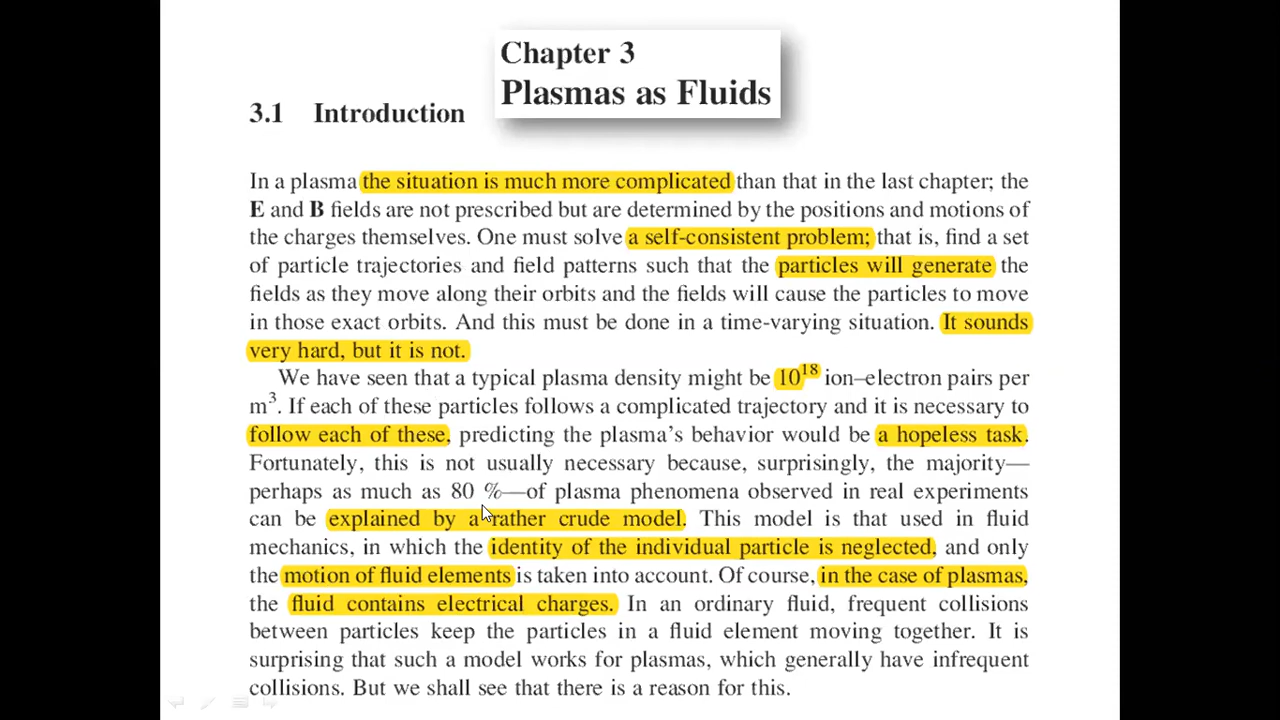 Chapter 3
Plasmas as Fluids
3.1 Introduction
In a plasma the situation is much more complicated than that in the last chapter; the
E and B fields are not prescribed but are determined by the positions and motions of
the charges themselves. One must solve a self-consistent problem; that is, find a set
of particle trajectories and field patterns such that the particles will generate the
fields as they move along their orbits and the fields will cause the particles to move
in those exact orbits. And this must be done in a time-varying situation. It sounds
very hard, but it is not.
We have seen that a typical plasma density might be 10¹⁸ ion–electron pairs per
m³. If each of these particles follows a complicated trajectory and it is necessary to
follow each of these, predicting the plasma's behavior would be a hopeless task.
Fortunately, this is not usually necessary because, surprisingly, the majority—
perhaps as much as 80 %—of plasma phenomena observed in real experiments
can be explained by a rather crude model. This model is that used in fluid
mechanics, in which the identity of the individual particle is neglected, and only
the motion of fluid elements is taken into account. Of course, in the case of plasmas,
the fluid contains electrical charges. In an ordinary fluid, frequent collisions
between particles keep the particles in a fluid element moving together. It is
surprising that such a model works for plasmas, which generally have infrequent
collisions. But we shall see that there is a reason for this.